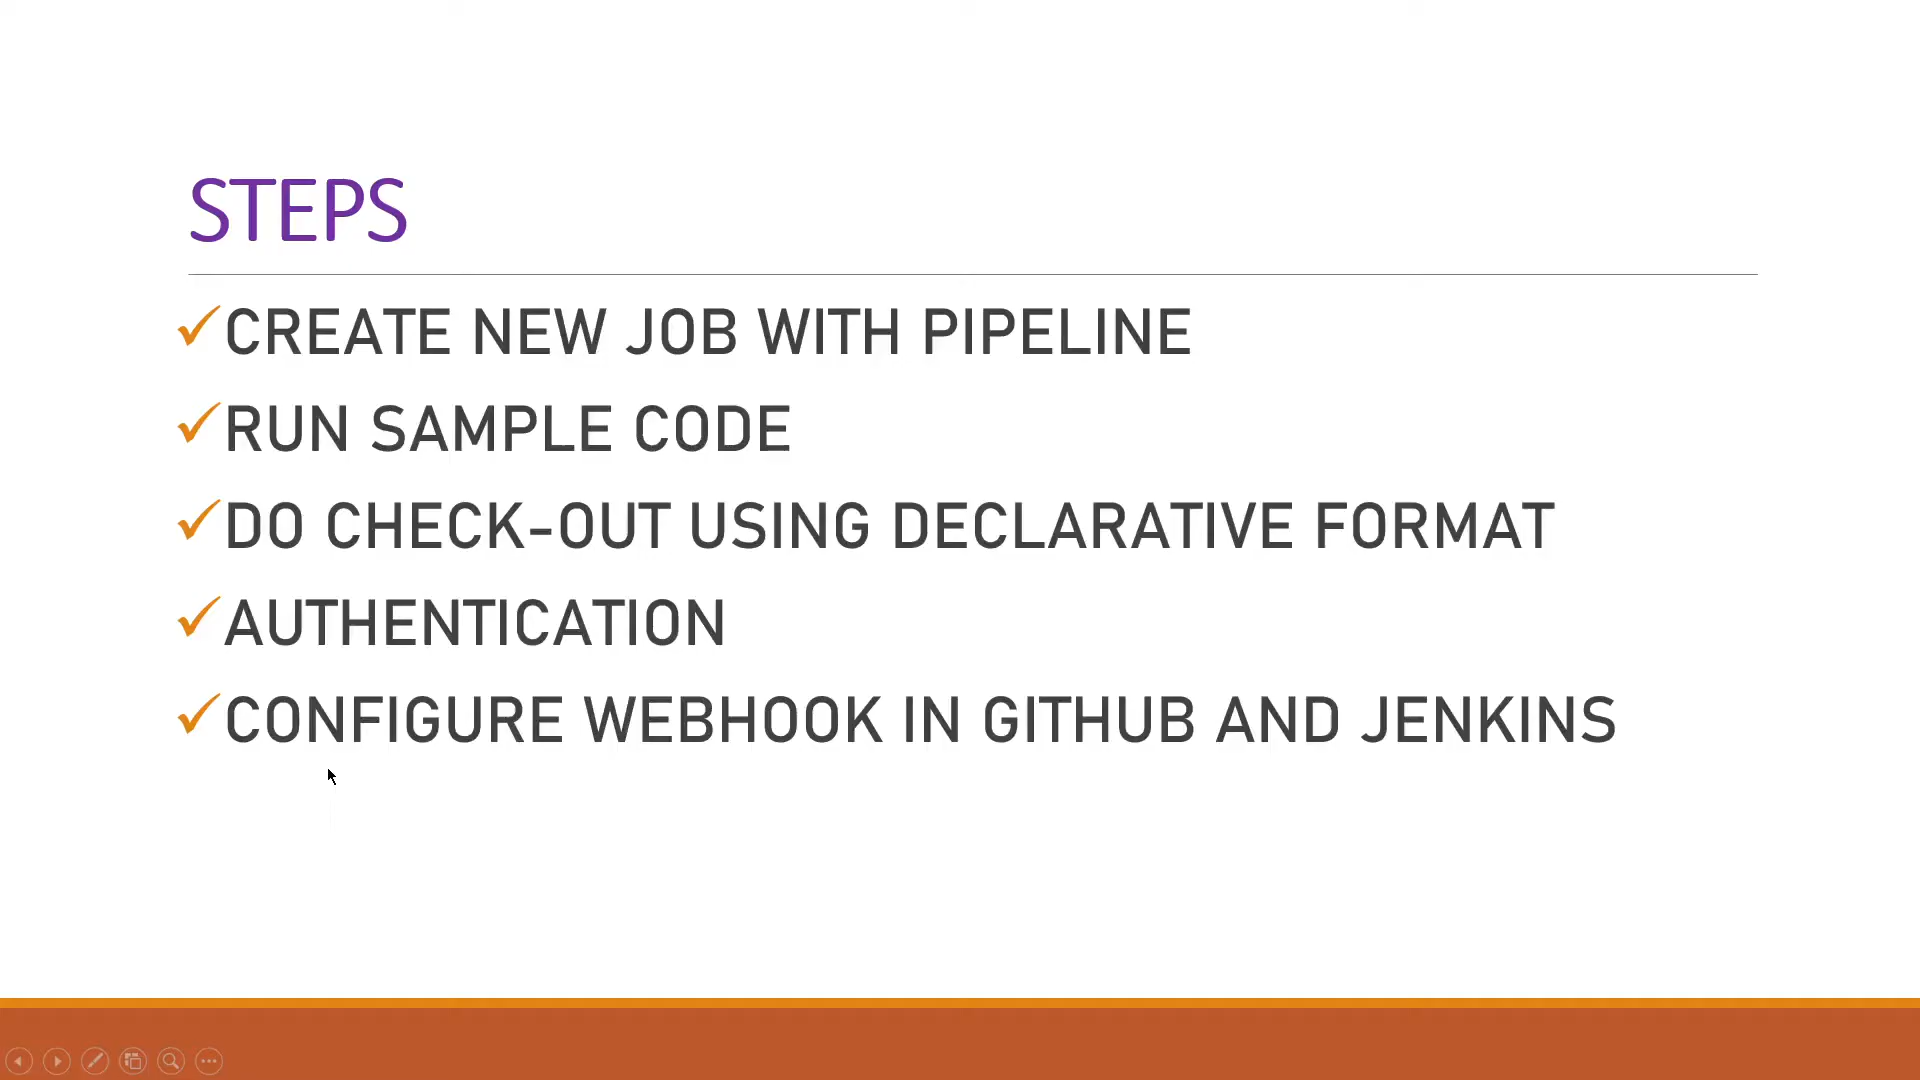 STEPS
CREATE NEW JOB WITH PIPELINE
RUN SAMPLE CODE
DO CHECK-OUT USING DECLARATIVE FORMAT
AUTHENTICATION
CONFIGURE WEBHOOK IN GITHUB AND JENKINS